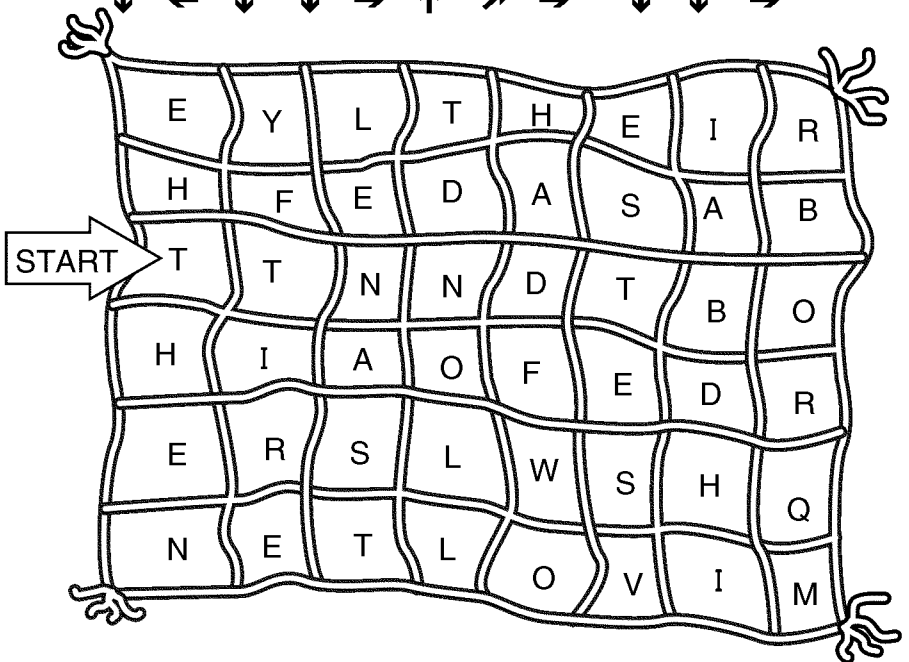 E Y L T H E I R
H F E D A S A B
START T T N N D T B O
H I A O F E D R
E R S L W S H Q
N E T L O V I M